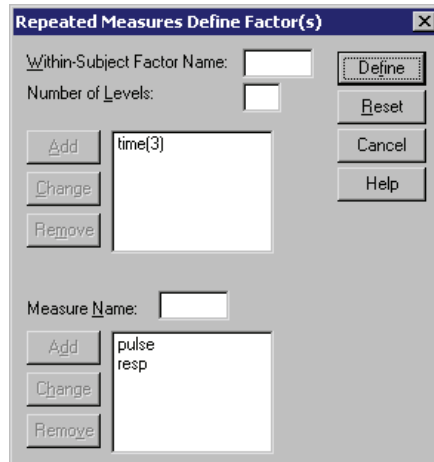 Repeated Measures Define Factor(s)
Within-Subject Factor Name:
Define
Number of Levels:
Reset
Add
time(3)
Cancel
Change
Help
Remove
Measure Name:
Add
pulse
resp
Change
Remove